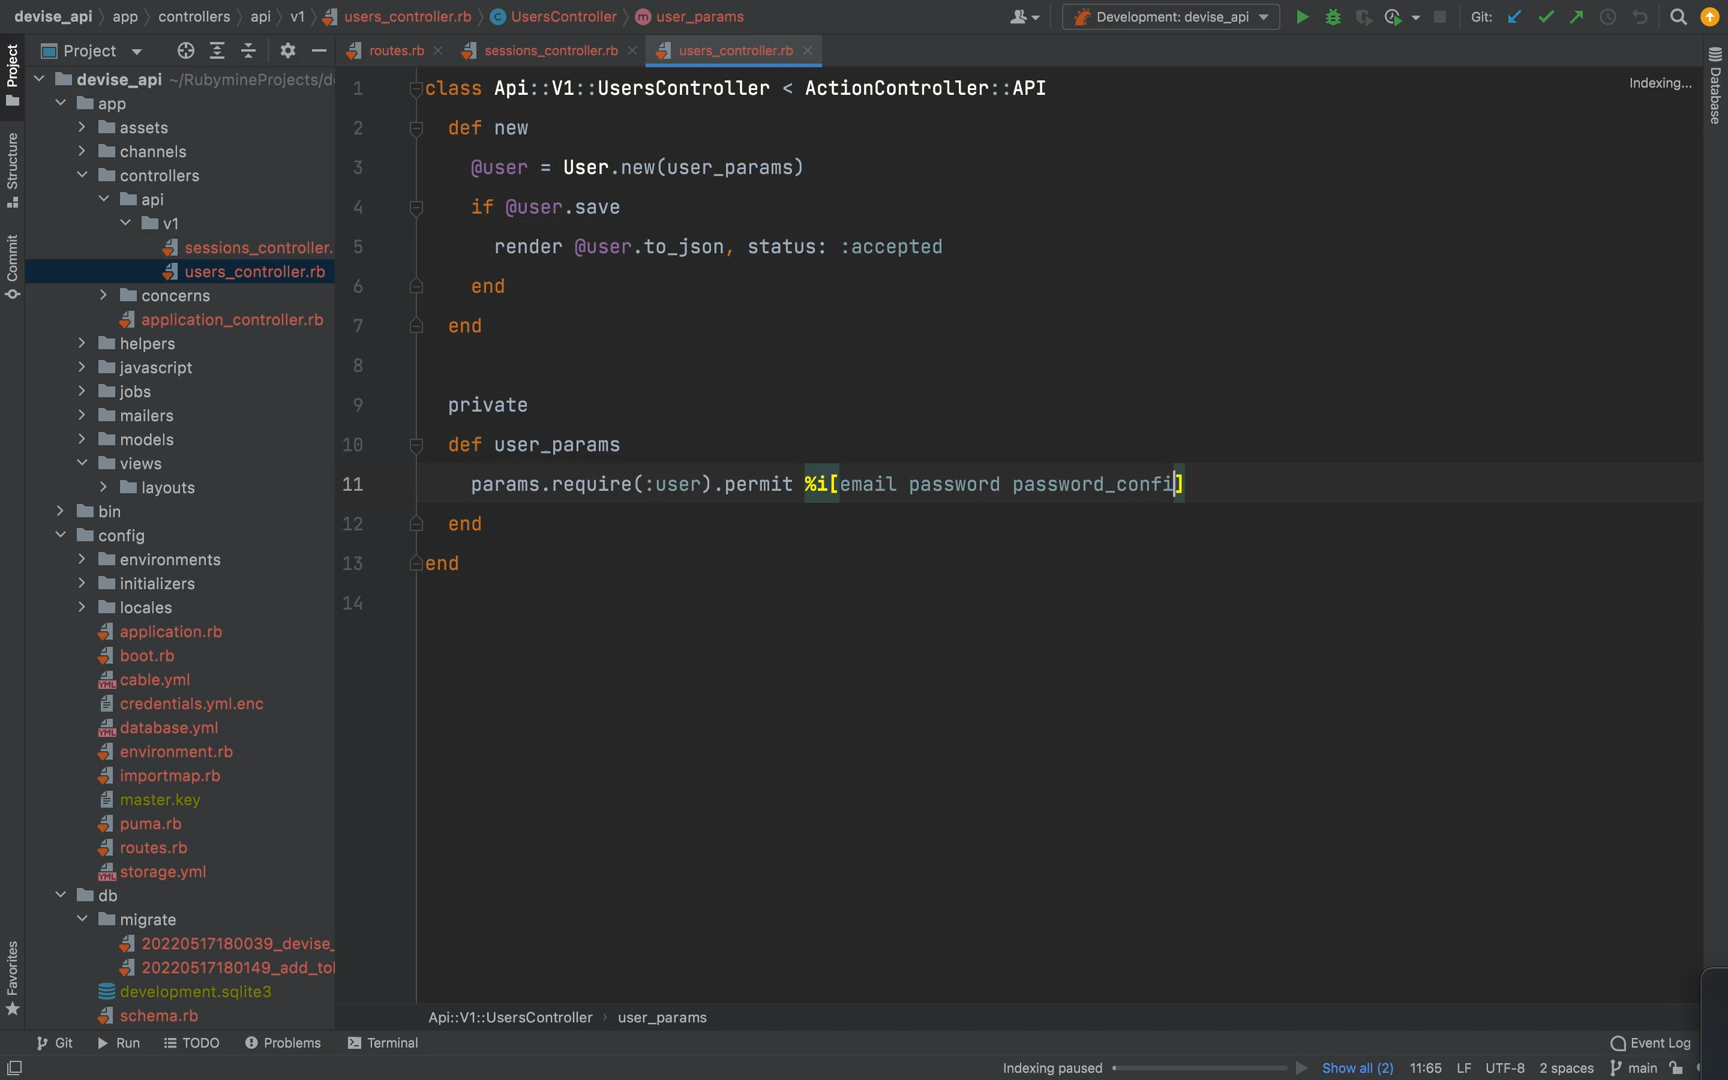 devise_api app controllers api v1 users_controller.rb UsersController user_params Development: devise_api Git:
Project routes.rb sessions_controller.rb users_controller.rb
Project
Structure
Commit
Favorites
Database
devise_api ~/RubymineProjects/d
app
assets
channels
controllers
api
v1
sessions_controller.
users_controller.rb
concerns
application_controller.rb
helpers
javascript
jobs
mailers
models
views
layouts
bin
config
environments
initializers
locales
application.rb
boot.rb
cable.yml
credentials.yml.enc
database.yml
environment.rb
importmap.rb
master.key
puma.rb
routes.rb
storage.yml
db
migrate
20220517180039_devise_
20220517180149_add_to
development.sqlite3
schema.rb
Indexing...
1 class Api::V1::UsersController < ActionController::API
2 def new
3 @user = User.new(user_params)
4 if @user.save
5 render @user.to_json, status: :accepted
6 end
7 end
8
9 private
10 def user_params
11 params.require(:user).permit %i[email password password_confi]
12 end
13 end
14
Api::V1::UsersController user_params
Git Run TODO Problems Terminal Event Log
Indexing paused Show all (2) 11:65 LF UTF-8 2 spaces main